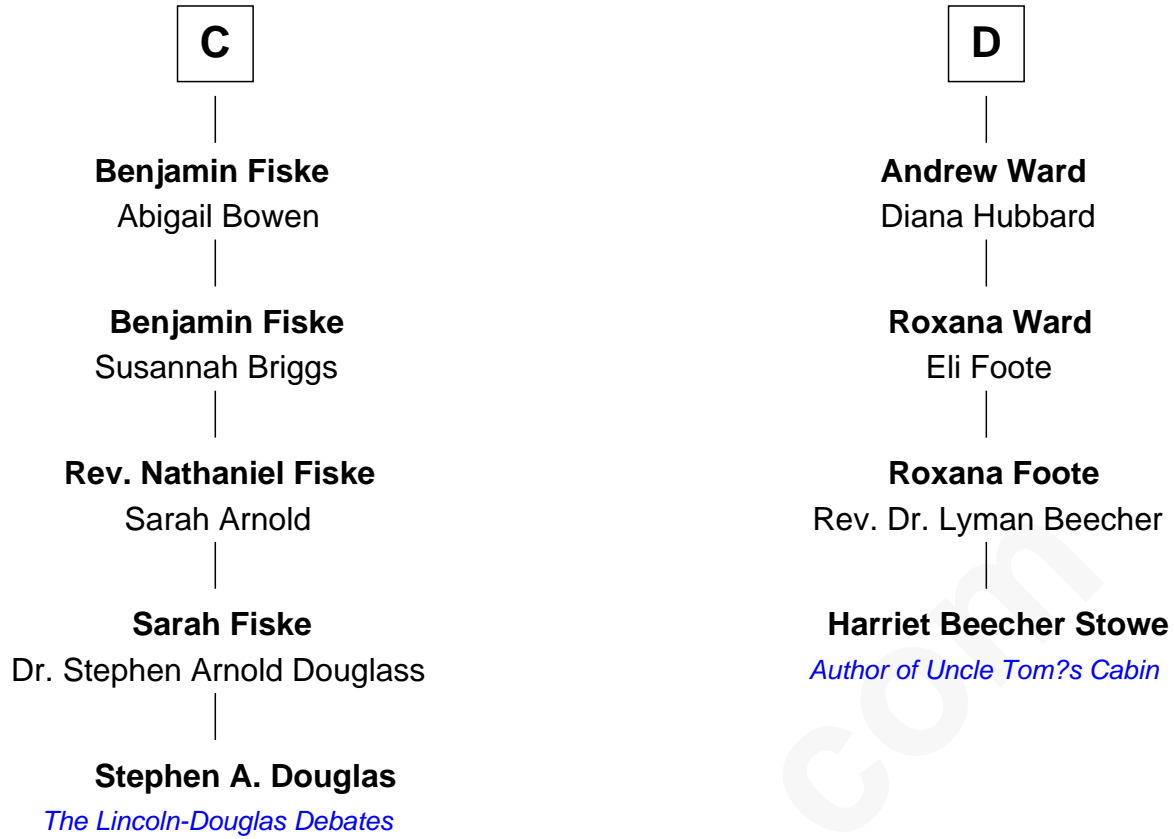 C
Benjamin Fiske
Abigail Bowen
Benjamin Fiske
Susannah Briggs
Rev. Nathaniel Fiske
Sarah Arnold
Sarah Fiske
Dr. Stephen Arnold Douglass
Stephen A. Douglas
The Lincoln-Douglas Debates
D
Andrew Ward
Diana Hubbard
Roxana Ward
Eli Foote
Roxana Foote
Rev. Dr. Lyman Beecher
Harriet Beecher Stowe
Author of Uncle Tom?s Cabin
com